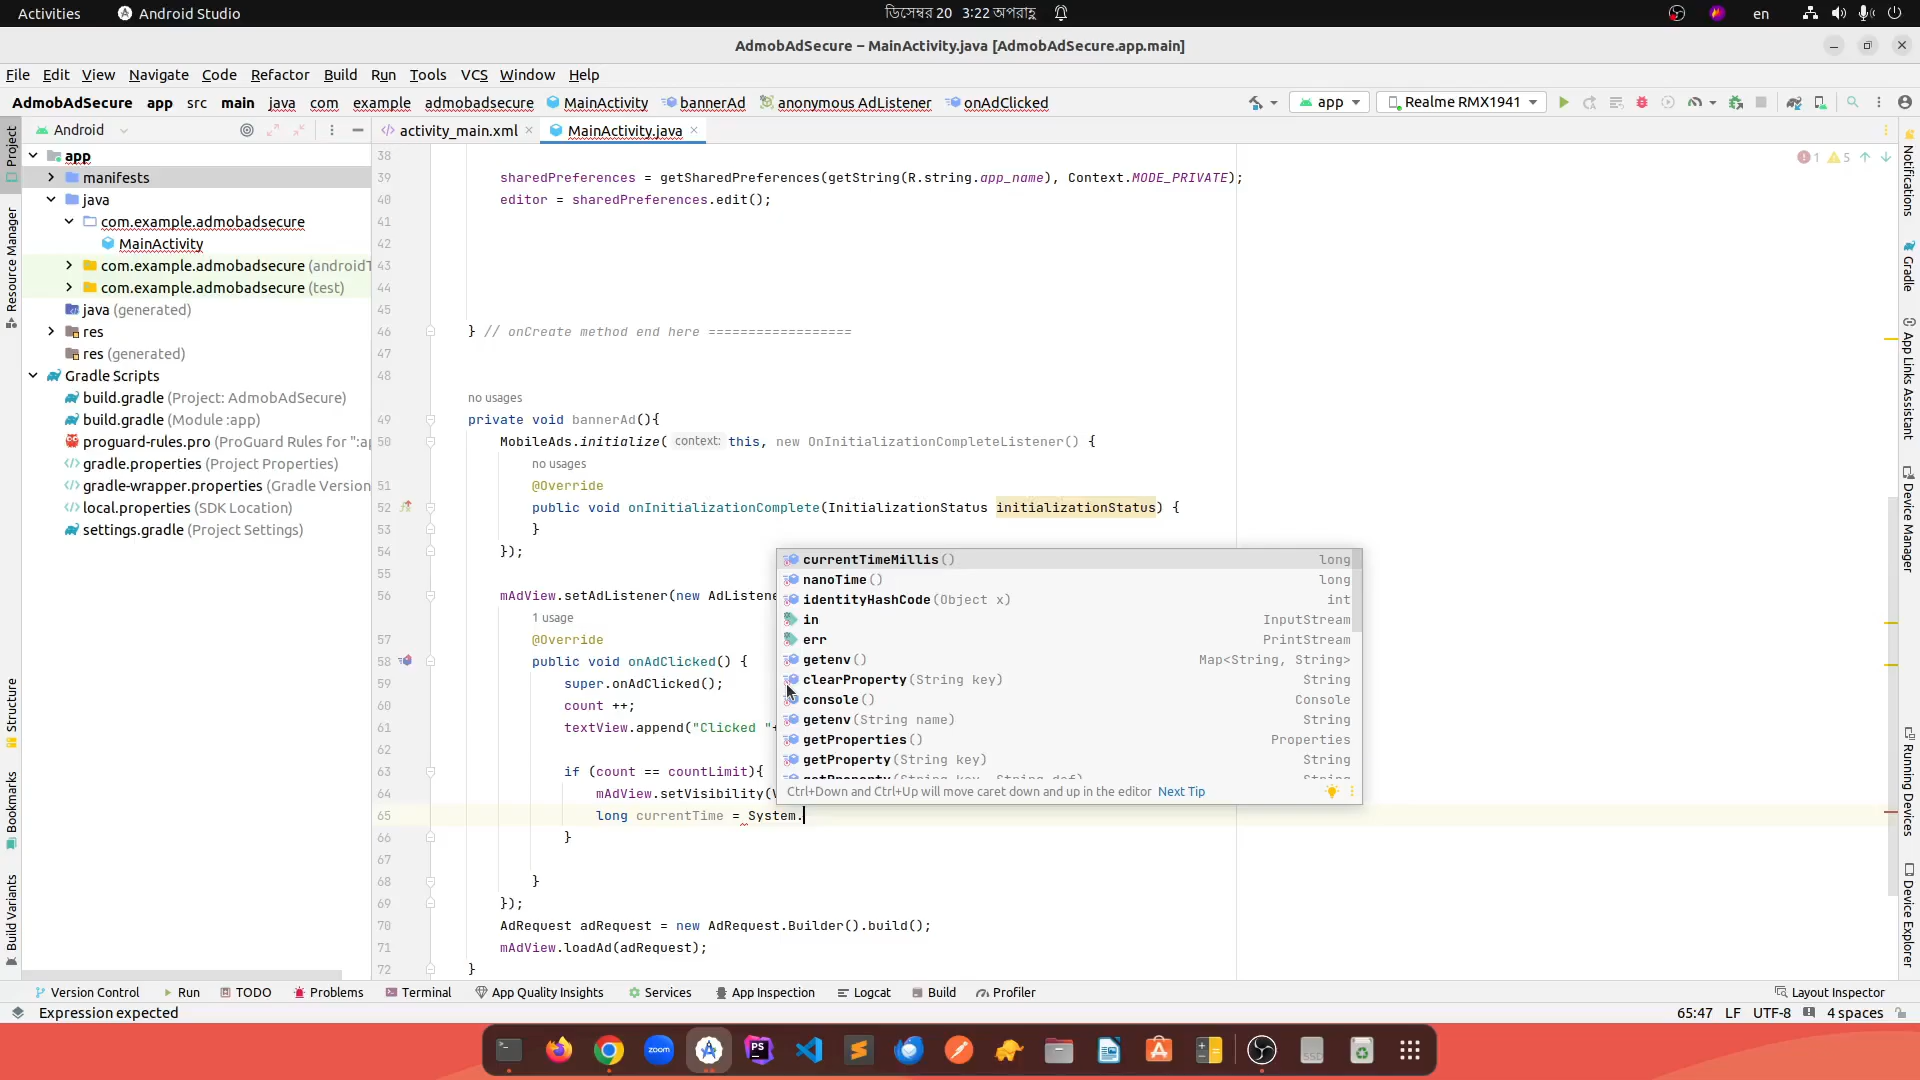 Activities
Android Studio
ডিসেম্বর 20 3:22 অপরাহ্ণ
en
AdmobAdSecure – MainActivity.java [AdmobAdSecure.app.main]
File Edit View Navigate Code Refactor Build Run Tools VCS Window Help
AdmobAdSecure app src main java com example admobadsecure MainActivity bannerAd anonymous AdListener onAdClicked
app
Realme RMX1941
Android
activity_main.xml
MainActivity.java
Project
Resource Manager
Structure
Bookmarks
Build Variants
app
manifests
java
com.example.admobadsecure
MainActivity
com.example.admobadsecure (androidT
com.example.admobadsecure (test)
java (generated)
res
res (generated)
Gradle Scripts
build.gradle (Project: AdmobAdSecure)
build.gradle (Module :app)
proguard-rules.pro (ProGuard Rules for ":ap
gradle.properties (Project Properties)
gradle-wrapper.properties (Gradle Version
local.properties (SDK Location)
settings.gradle (Project Settings)
1 5
38
39 sharedPreferences = getSharedPreferences(getString(R.string.app_name), Context.MODE_PRIVATE);
40 editor = sharedPreferences.edit();
41
42
43
44
45
46 } // onCreate method end here ==================
47
48
no usages
49 private void bannerAd(){
50 MobileAds.initialize( context: this, new OnInitializationCompleteListener() {
no usages
51 @Override
52 public void onInitializationComplete(InitializationStatus initializationStatus) {
53 }
54 });
55
56 mAdView.setAdListener(new AdListene
1 usage
57 @Override
58 public void onAdClicked() {
59 super.onAdClicked();
60 count ++;
61 textView.append("Clicked "+
62
63 if (count == countLimit){
64 mAdView.setVisibility(V
65 long currentTime = System.
66 }
67
68 }
69 });
70 AdRequest adRequest = new AdRequest.Builder().build();
71 mAdView.loadAd(adRequest);
72 }
currentTimeMillis() long
nanoTime() long
identityHashCode(Object x) int
in InputStream
err PrintStream
getenv() Map<String, String>
clearProperty(String key) String
console() Console
getenv(String name) String
getProperties() Properties
getProperty(String key) String
getProperty(String key, String def) String
Ctrl+Down and Ctrl+Up will move caret down and up in the editor Next Tip
Notifications
Gradle
App Links Assistant
Device Manager
Running Devices
Device Explorer
Version Control Run TODO Problems Terminal App Quality Insights Services App Inspection Logcat Build Profiler
Layout Inspector
Expression expected
65:47 LF UTF-8 4 spaces
zoom
PS
SSD